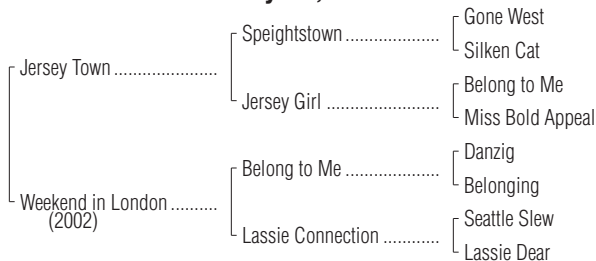 Gone West
Speightstown
Silken Cat
Jersey Town
Belong to Me
Jersey Girl
Miss Bold Appeal
Danzig
Belong to Me
Belonging
Weekend in London
(2002)
Seattle Slew
Lassie Connection
Lassie Dear